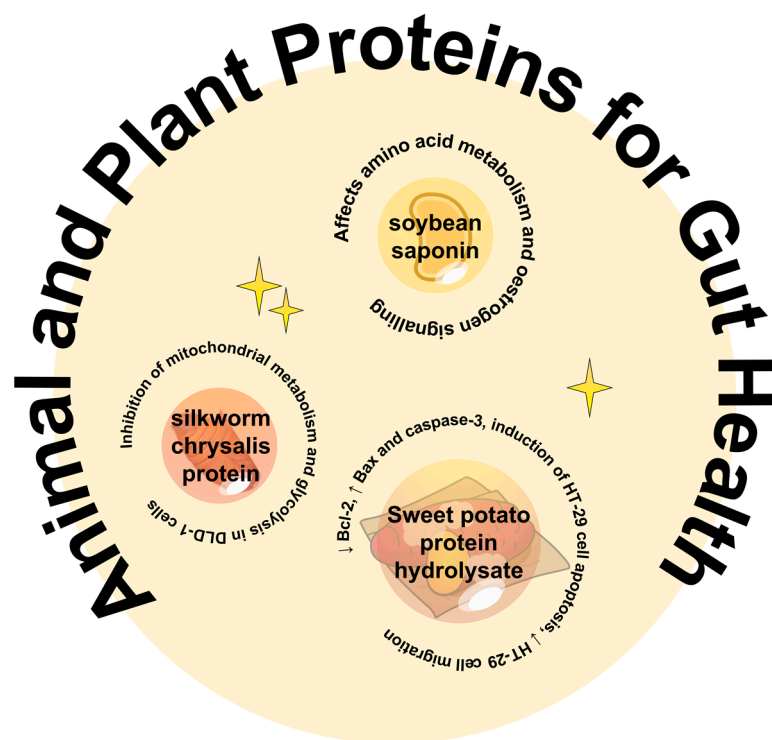 Animal and Plant Proteins for Gut Health
Affects amino acid metabolism and oestrogen signalling
soybean
saponin
Inhibition of mitochondrial metabolism and glycolysis in DLD-1 cells
silkworm
chrysalis
protein
↓ Bcl-2, ↑ Bax and caspase-3, induction of HT-29 cell apoptosis, ↓ HT-29 cell migration
Sweet potato
protein
hydrolysate